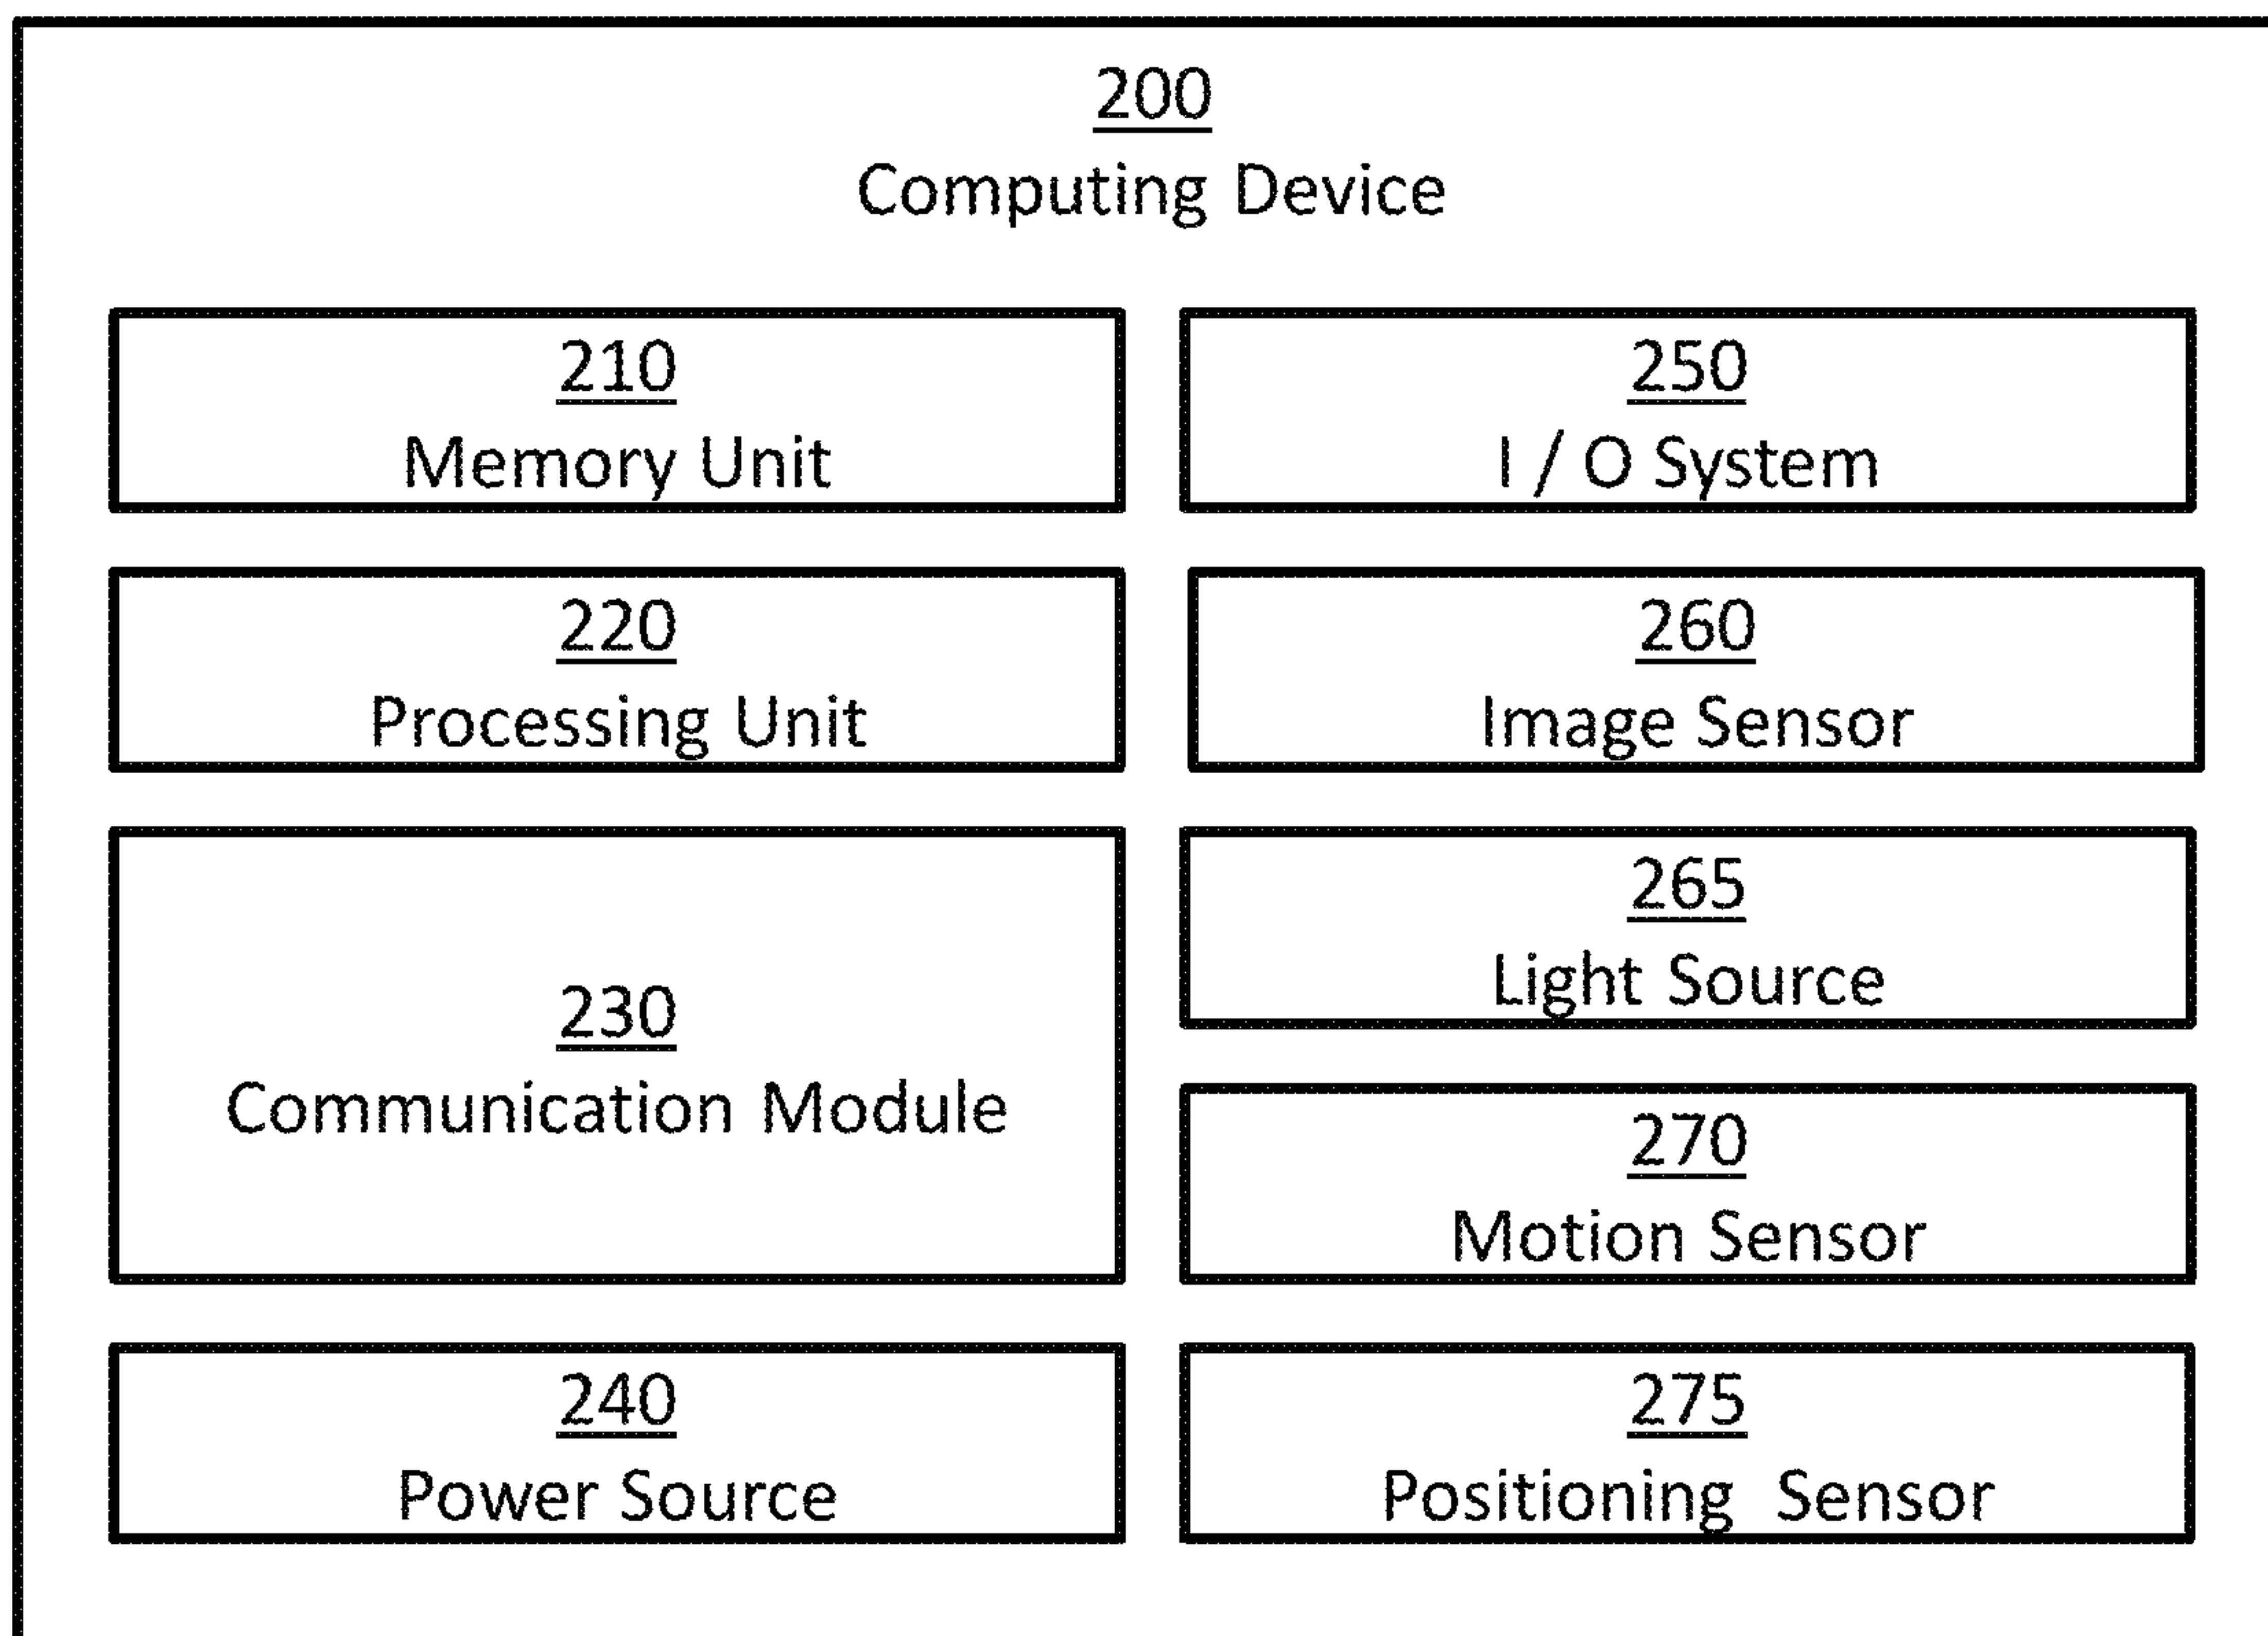 200
Computing Device
210
Memory Unit
250
I / O System
220
Processing Unit
260
Image Sensor
230
Communication Module
265
Light Source
270
Motion Sensor
240
Power Source
275
Positioning Sensor